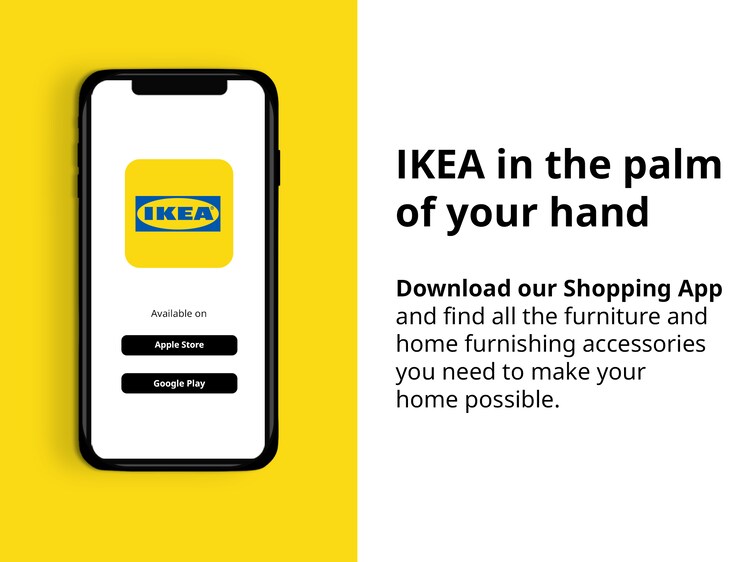 IKEA
Available on
Apple Store
Google Play
IKEA in the palm
of your hand
Download our Shopping App
and find all the furniture and
home furnishing accessories
you need to make your
home possible.